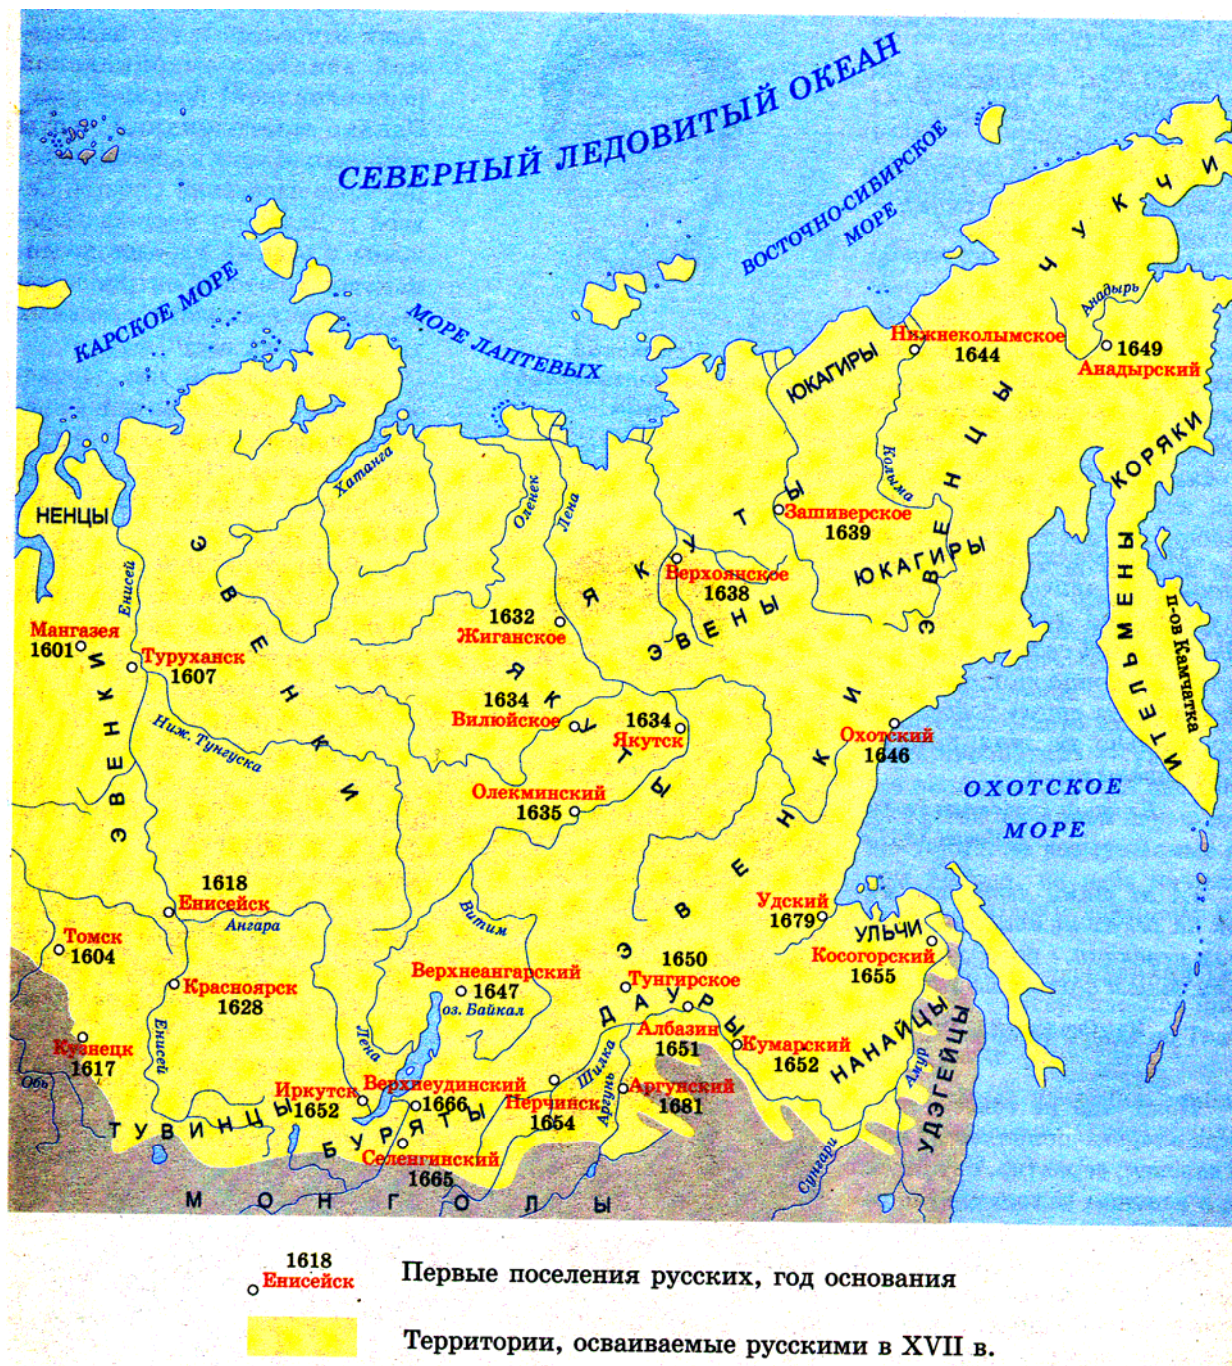 СЕВЕРНЫЙ ЛЕДОВИТЫЙ ОКЕАН
ВОСТОЧНО-СИБИРСКОЕ
МОРЕ
КАРСКОЕ МОРЕ
МОРЕ ЛАПТЕВЫХ
ЧУКЧИ
Анадырь
Нижнеколымское
1644
1649
Анадырский
ЮКАГИРЫ
КОРЯКИ
Хатанга
Оленек
Лена
Колыма
НЕНЦЫ
ЭВЕНКИ
ЯКУТЫ
Зашиверское
1639
ЭВЕНЦЫ
ЮКАГИРЫ
Верхоянское
1638
ЭВЕНЫ
ИТЕЛЬМЕНЫ
п-ов Камчатка
Енисей
1632
Жиганское
Мангазея
1601
Туруханск
1607
ЭВЕНКИ
Ниж. Тунгуска
ЯКУТЫ
1634
Вилюйское
1634
Якутск
Охотский
1646
ОХОТСКОЕ
МОРЕ
Олекминский
1635
ЭВЕНКИ
1618
Енисейск
Ангара
Витим
Удский
1679
УЛЬЧИ
Косогорский
1655
Томск
1604
Красноярск
1628
Верхнеангарский
1647
оз. Байкал
1650
Тунгирское
ДАУРЫ
Албазин
1651
Кумарский
1652
НАНАЙЦЫ
УДЭГЕЙЦЫ
Амур
Кузнецк
1617
Обь
Енисей
Лена
Иркутск
1652
Верхнеудинский
1666
Шилка
Аргунь
Аргунский
1681
Перчинск
1654
ТУВИНЦЫ
БУРЯТЫ
Селенгинский
1665
Сунгари
МОНГОЛЫ
1618
Енисейск
Первые поселения русских, год основания
Территории, осваиваемые русскими в XVII в.